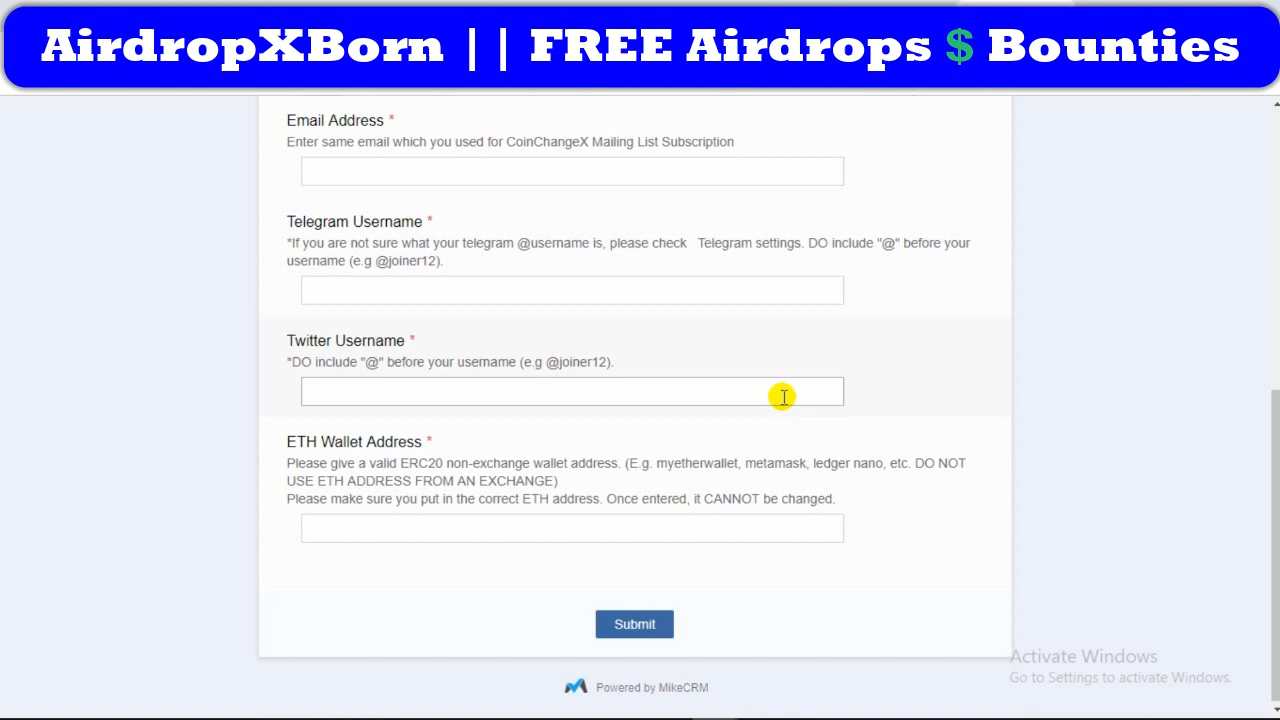 AirdropXBorn || FREE Airdrops $ Bounties
Email Address *
Enter same email which you used for CoinChangeX Mailing List Subscription
Telegram Username *
*If you are not sure what your telegram @username is, please check Telegram settings. DO include "@" before your
username (e.g @joiner12).
Twitter Username *
*DO include "@" before your username (e.g @joiner12).
ETH Wallet Address *
Please give a valid ERC20 non-exchange wallet address. (E.g. myetherwallet, metamask, ledger nano, etc. DO NOT
USE ETH ADDRESS FROM AN EXCHANGE)
Please make sure you put in the correct ETH address. Once entered, it CANNOT be changed.
Submit
Activate Windows
Go to Settings to activate Windows.
Powered by MikeCRM